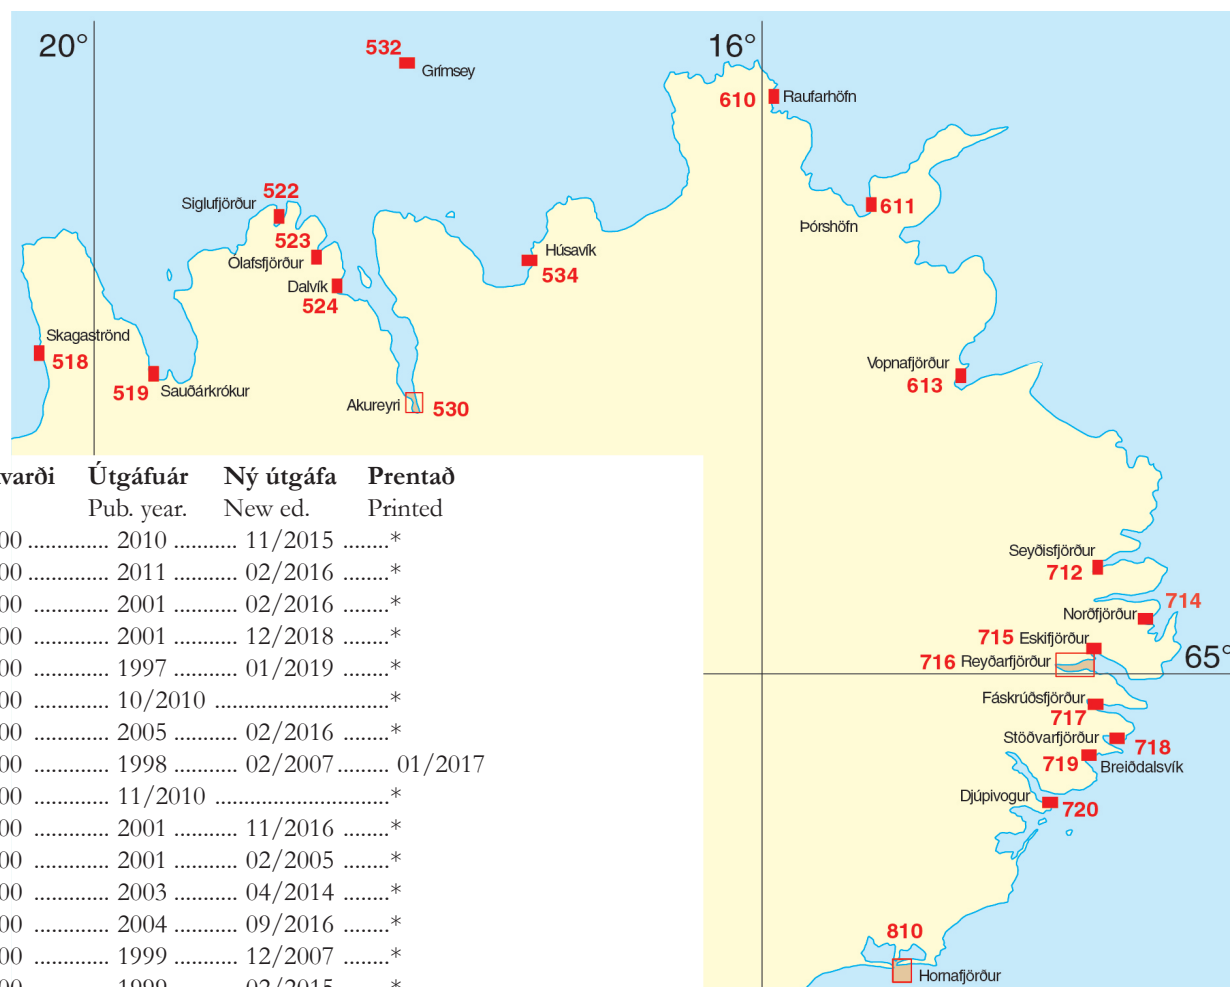 20°
532
Grímsey
16°
610
Raufarhöfn
Siglufjörður
522
611
Þórshöfn
523
Ólafsfjörður
Húsavík
534
Dalvík
524
Skagaströnd
518
519
Sauðárkrókur
Akureyri
530
Vopnafjörður
613
Seyðisfjörður
712
714
Norðfjörður
715 Eskifjörður
716 Reyðarfjörður
65°
Fáskrúðsfjörður
717
Stöðvarfjörður
718
719
Breiðdalsvík
Djúpivogur
720
810
Hornafjörður
varði Útgáfuár Ný útgáfa Prentað
Pub. year. New ed. Printed
00 .............. 2010 ........... 11/2015 ........*
00 ............. 2011 ........... 02/2016 ........*
00 ............. 2001 ........... 02/2016 ........*
00 ............. 2001 ........... 12/2018 ........*
00 ............. 1997 ........... 01/2019 ........*
00 ............. 10/2010 ..............................*
00 ............. 2005 ........... 02/2016 ........*
00 ............. 1998 ........... 02/2007......... 01/2017
00 ............. 11/2010 ..............................*
00 ............. 2001 ........... 11/2016 ........*
00 ............. 2001 ........... 02/2005 ........*
00 ............. 2003 ........... 04/2014 ........*
00 ............. 2004 ........... 09/2016 ........*
00 ............. 1999 ........... 12/2007 ........*
00 ............. 1999 ........... 02/2015 ........*